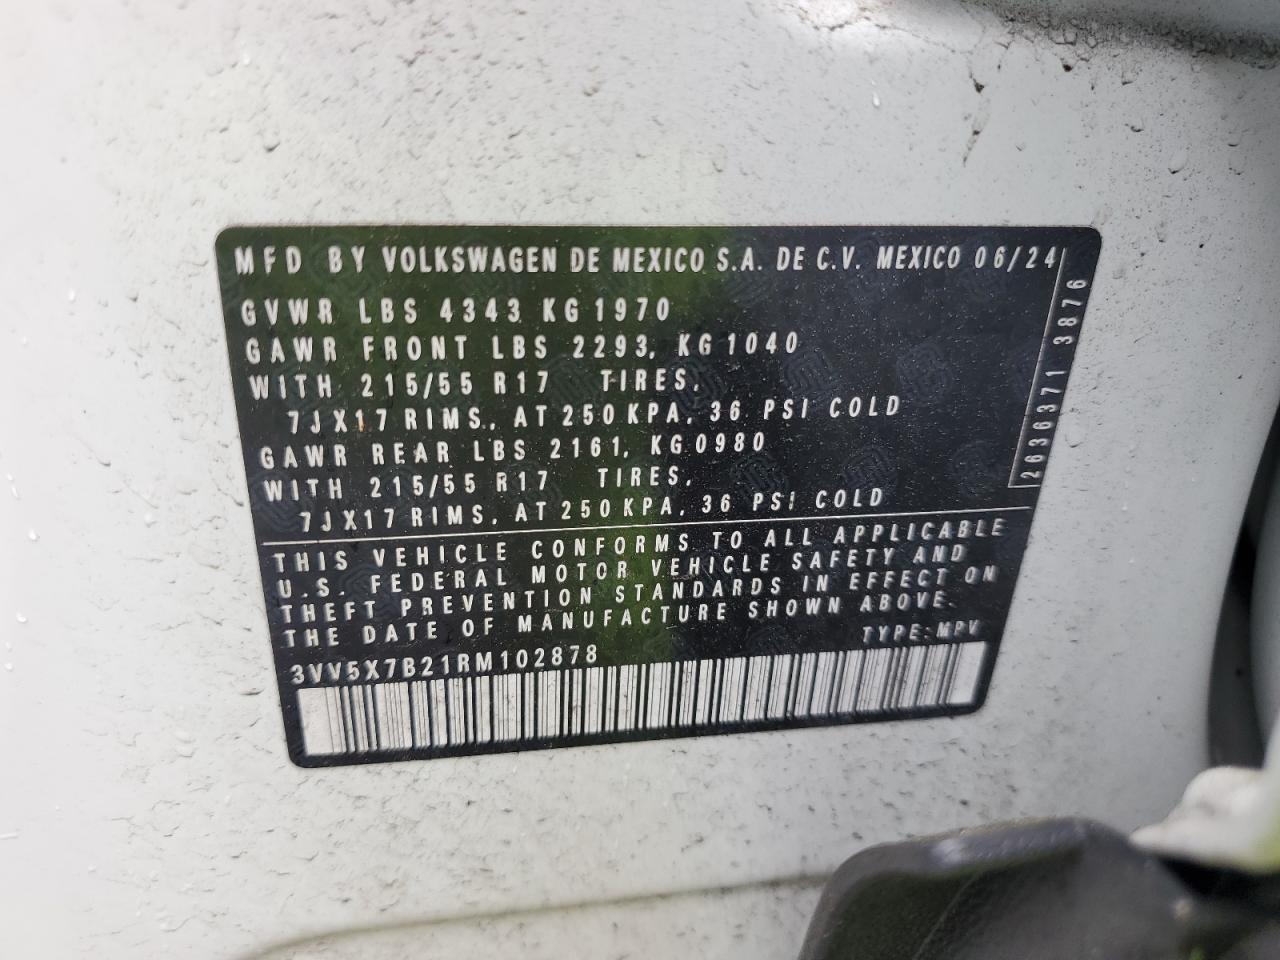 MFD BY VOLKSWAGEN DE MEXICO S.A. DE C.V. MEXICO 06/24
GVWR LBS 4343 KG 1970
GAWR FRONT LBS 2293, KG 1040
WITH 215/55 R17 TIRES,
7JX17 RIMS, AT 250 KPA, 36 PSI COLD
GAWR REAR LBS 2161, KG 0980
WITH 215/55 R17 TIRES,
7JX17 RIMS, AT 250 KPA, 36 PSI COLD
2636371 3876
THIS VEHICLE CONFORMS TO ALL APPLICABLE
U.S. FEDERAL MOTOR VEHICLE SAFETY AND
THEFT PREVENTION STANDARDS IN EFFECT ON
THE DATE OF MANUFACTURE SHOWN ABOVE.
TYPE: MPV
3VV5X7B21RM102878